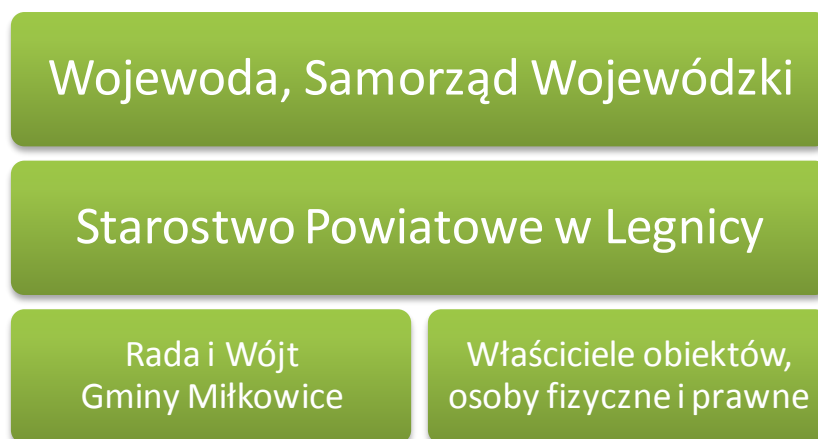 Wojewoda, Samorząd Wojewódzki
Starostwo Powiatowe w Legnicy
Rada i Wójt
Gminy Miłkowice
Właściciele obiektów,
osoby fizyczne i prawne